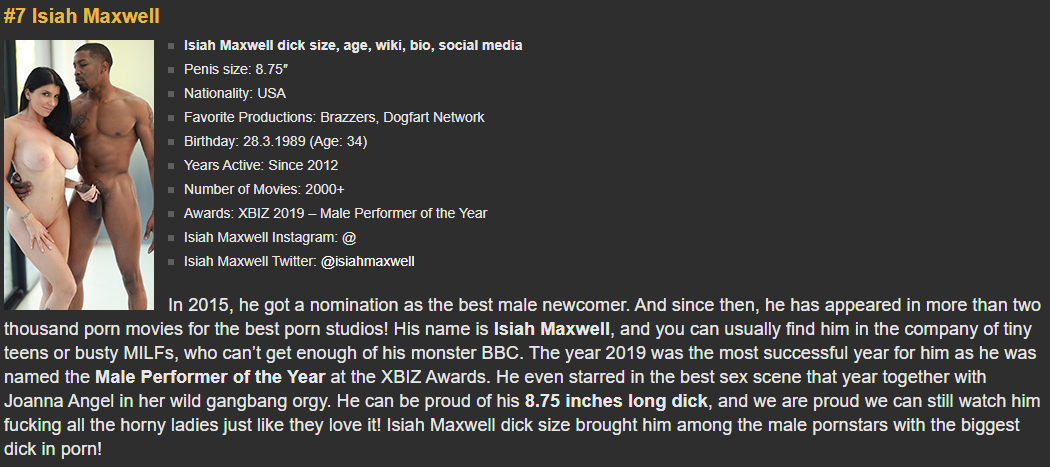 #7 Isiah Maxwell
Isiah Maxwell dick size, age, wiki, bio, social media
Penis size: 8.75″
Nationality: USA
Favorite Productions: Brazzers, Dogfart Network
Birthday: 28.3.1989 (Age: 34)
Years Active: Since 2012
Number of Movies: 2000+
Awards: XBIZ 2019 – Male Performer of the Year
Isiah Maxwell Instagram: @
Isiah Maxwell Twitter: @isiahmaxwell
In 2015, he got a nomination as the best male newcomer. And since then, he has appeared in more than two
thousand porn movies for the best porn studios! His name is Isiah Maxwell, and you can usually find him in the company of tiny
teens or busty MILFs, who can’t get enough of his monster BBC. The year 2019 was the most successful year for him as he was
named the Male Performer of the Year at the XBIZ Awards. He even starred in the best sex scene that year together with
Joanna Angel in her wild gangbang orgy. He can be proud of his 8.75 inches long dick, and we are proud we can still watch him
fucking all the horny ladies just like they love it! Isiah Maxwell dick size brought him among the male pornstars with the biggest
dick in porn!